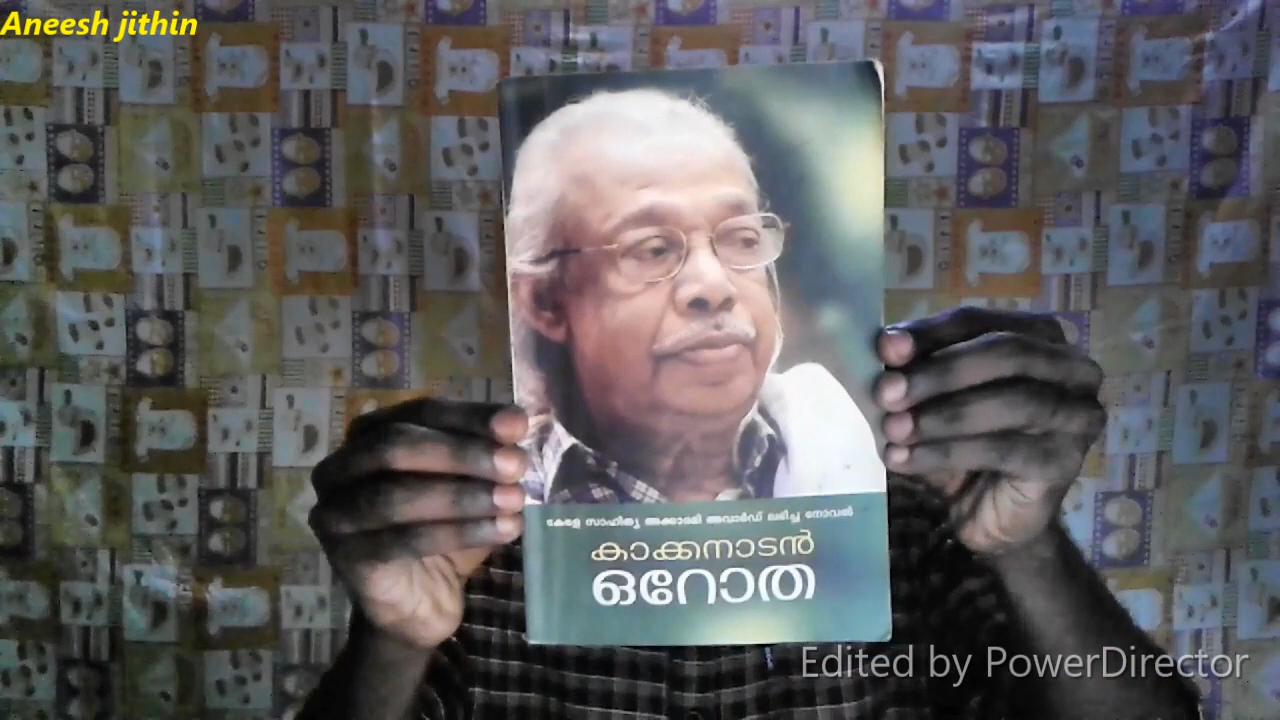 Aneesh jithin
കേരള സാഹിത്യ അക്കാദമി അവാർഡ് ലഭിച്ച നോവൽ
കാക്കനാടൻ
ഒറോത
Edited by PowerDirector